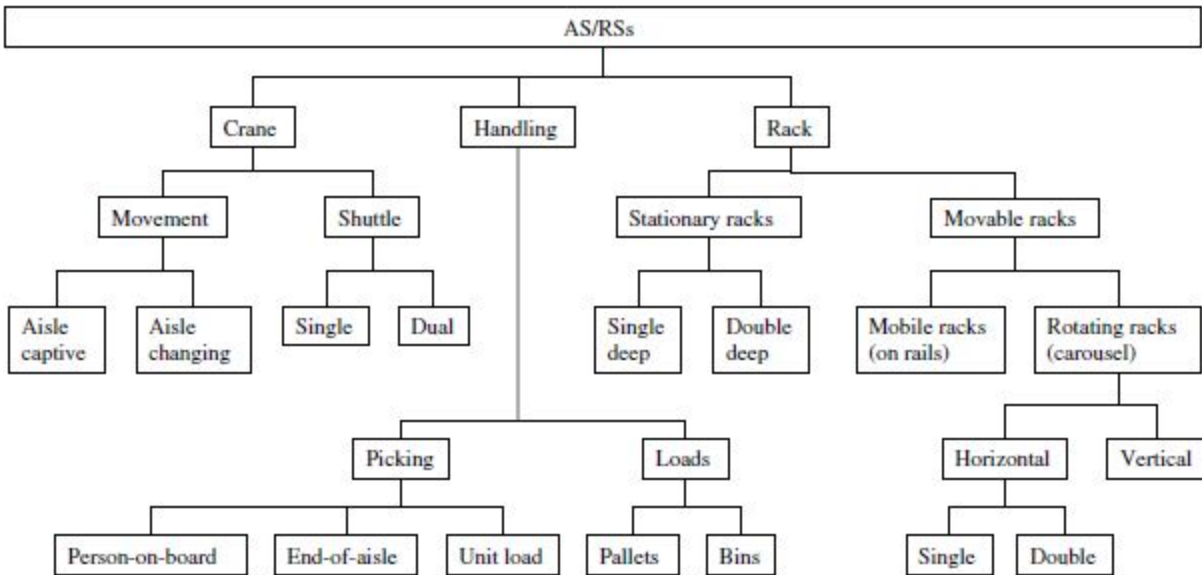 AS/RSs
Crane
Handling
Rack
Movement
Shuttle
Stationary racks
Movable racks
Aisle
captive
Aisle
changing
Single
Dual
Single
deep
Double
deep
Mobile racks
(on rails)
Rotating racks
(carousel)
Picking
Loads
Horizontal
Vertical
Person-on-board
End-of-aisle
Unit load
Pallets
Bins
Single
Double